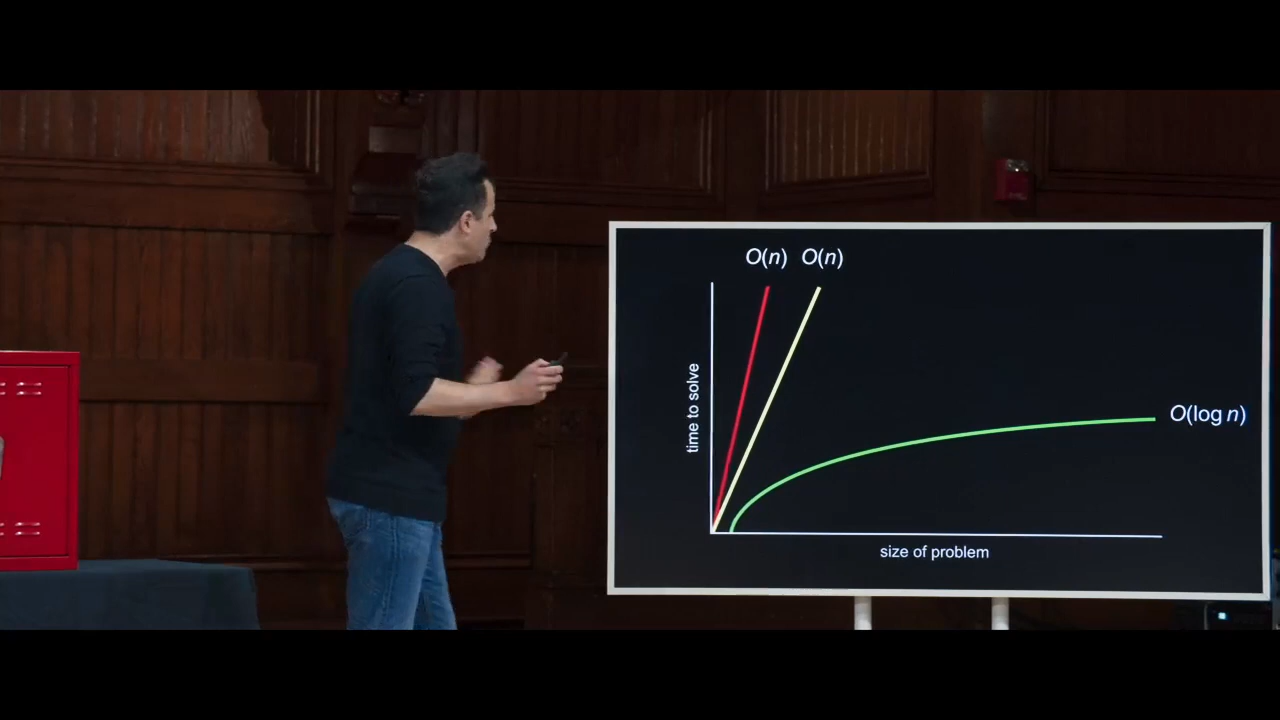 O(n) O(n)
time to solve
O(log n)
size of problem